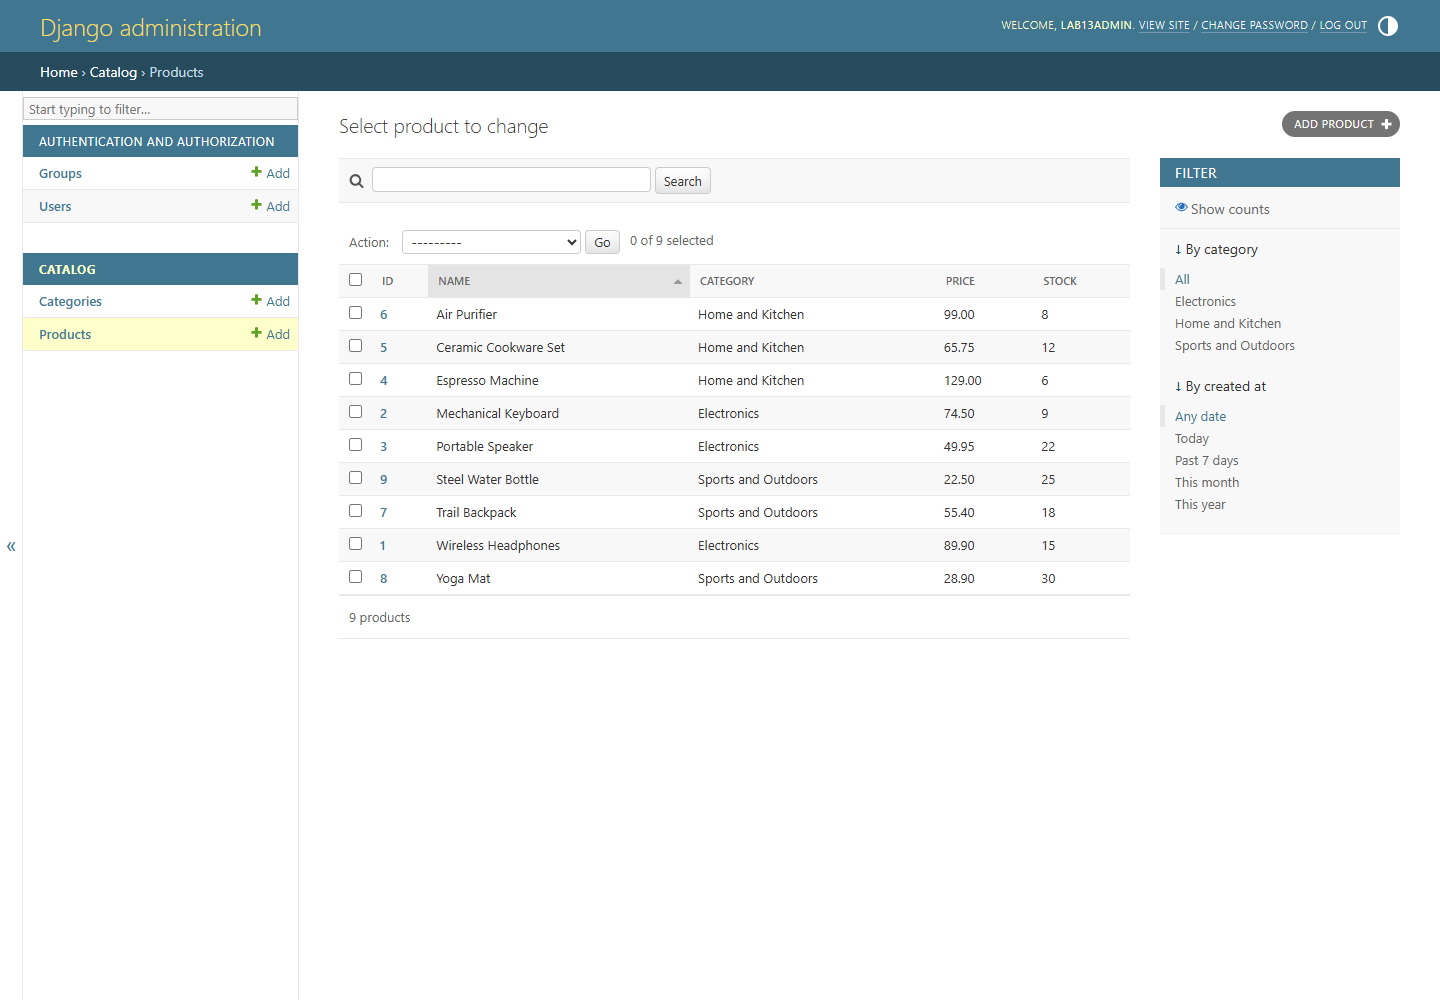 Django administration
WELCOME, LAB13ADMIN. VIEW SITE / CHANGE PASSWORD / LOG OUT
Home › Catalog › Products
Start typing to filter...
AUTHENTICATION AND AUTHORIZATION
Groups Add
Users Add
CATALOG
Categories Add
Products Add
«
Select product to change
ADD PRODUCT +
Search
Action: --------- Go 0 of 9 selected
ID NAME CATEGORY PRICE STOCK
6 Air Purifier Home and Kitchen 99.00 8
5 Ceramic Cookware Set Home and Kitchen 65.75 12
4 Espresso Machine Home and Kitchen 129.00 6
2 Mechanical Keyboard Electronics 74.50 9
3 Portable Speaker Electronics 49.95 22
9 Steel Water Bottle Sports and Outdoors 22.50 25
7 Trail Backpack Sports and Outdoors 55.40 18
1 Wireless Headphones Electronics 89.90 15
8 Yoga Mat Sports and Outdoors 28.90 30
9 products
FILTER
Show counts
↓ By category
All
Electronics
Home and Kitchen
Sports and Outdoors
↓ By created at
Any date
Today
Past 7 days
This month
This year